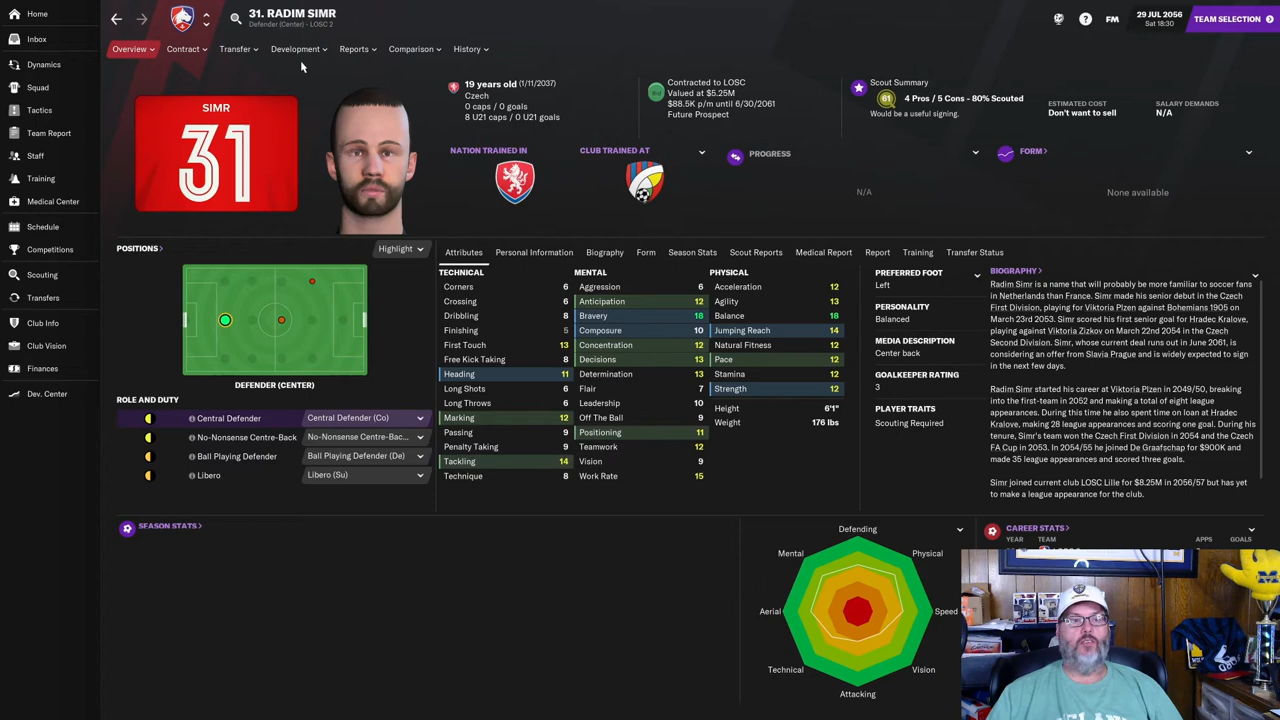 31. RADIM SIMR
Defender (Center) - LOSC 2
29 JUL 2056
Sat 18:30
FM
TEAM SELECTION
Home
Inbox
Dynamics
Squad
Tactics
Team Report
Staff
Training
Medical Center
Schedule
Competitions
Scouting
Transfers
Club Info
Club Vision
Finances
Dev. Center
Overview
Contract
Transfer
Development
Reports
Comparison
History
SIMR
31
19 years old (1/11/2037)
Czech
0 caps / 0 goals
8 U21 caps / 0 U21 goals
Contracted to LOSC
Valued at $5.25M
$88.5K p/m until 6/30/2061
Future Prospect
Scout Summary
61
4 Pros / 5 Cons - 80% Scouted
Would be a useful signing.
ESTIMATED COST
Don't want to sell
SALARY DEMANDS
N/A
NATION TRAINED IN
CLUB TRAINED AT
PROGRESS
N/A
FORM
None available
POSITIONS
Highlight
DEFENDER (CENTER)
ROLE AND DUTY
Central Defender Central Defender (Co)
No-Nonsense Centre-Back No-Nonsense Centre-Bac...
Ball Playing Defender Ball Playing Defender (De)
Libero Libero (Su)
Attributes
Personal Information
Biography
Form
Season Stats
Scout Reports
Medical Report
Report
Training
Transfer Status
TECHNICAL
Corners 6
Crossing 6
Dribbling 8
Finishing 5
First Touch 13
Free Kick Taking 8
Heading 11
Long Shots 6
Long Throws 6
Marking 12
Passing 9
Penalty Taking 9
Tackling 14
Technique 8
MENTAL
Aggression 6
Anticipation 12
Bravery 18
Composure 10
Concentration 12
Decisions 13
Determination 13
Flair 7
Leadership 10
Off The Ball 9
Positioning 11
Teamwork 12
Vision 9
Work Rate 15
PHYSICAL
Acceleration 12
Agility 13
Balance 18
Jumping Reach 14
Natural Fitness 12
Pace 12
Stamina 12
Strength 12
Height 6'1"
Weight 176 lbs
PREFERRED FOOT
Left
PERSONALITY
Balanced
MEDIA DESCRIPTION
Center back
GOALKEEPER RATING
3
PLAYER TRAITS
Scouting Required
BIOGRAPHY
Radim Simr is a name that will probably be more familiar to soccer fans
in Netherlands than France. Simr made his senior debut in the Czech
First Division, playing for Viktoria Plzen against Bohemians 1905 on
March 23rd 2053. Simr scored his first senior goal for Hradec Kralove,
playing against Viktoria Zizkov on March 22nd 2054 in the Czech
Second Division. Simr, whose current deal runs out in June 2061, is
considering an offer from Slavia Prague and is widely expected to sign
in the next few days.
Radim Simr started his career at Viktoria Plzen in 2049/50, breaking
into the first-team in 2052 and making a total of eight league
appearances. During this time he also spent time on loan at Hradec
Kralove, making 28 league appearances and scoring one goal. During his
tenure, Simr's team won the Czech First Division in 2054 and the Czech
FA Cup in 2053. In 2054/55 he joined De Graafschap for $900K and
made 35 league appearances and scored three goals.
Simr joined current club LOSC Lille for $8.25M in 2056/57 but has yet
to make a league appearance for the club.
SEASON STATS
Defending
Physical
Speed
Vision
Attacking
Technical
Aerial
Mental
CAREER STATS
YEAR TEAM APPS GOALS